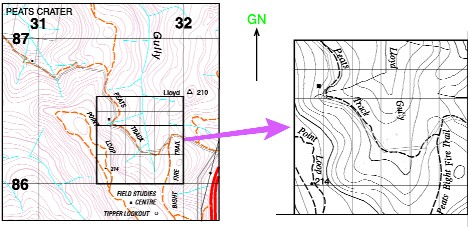 PEATS CRATER
31
32
87
Gully
Lloyd 210
PEATS
TRACK
POINT
LOOP
TRAIL
214
FIRE
BIGHT
86
FIELD STUDIES
CENTRE
TIPPER LOOKOUT
GN
Peats
Lloyd
Track
Gully
Point
Loop
214
Peats Bight Fire Trail